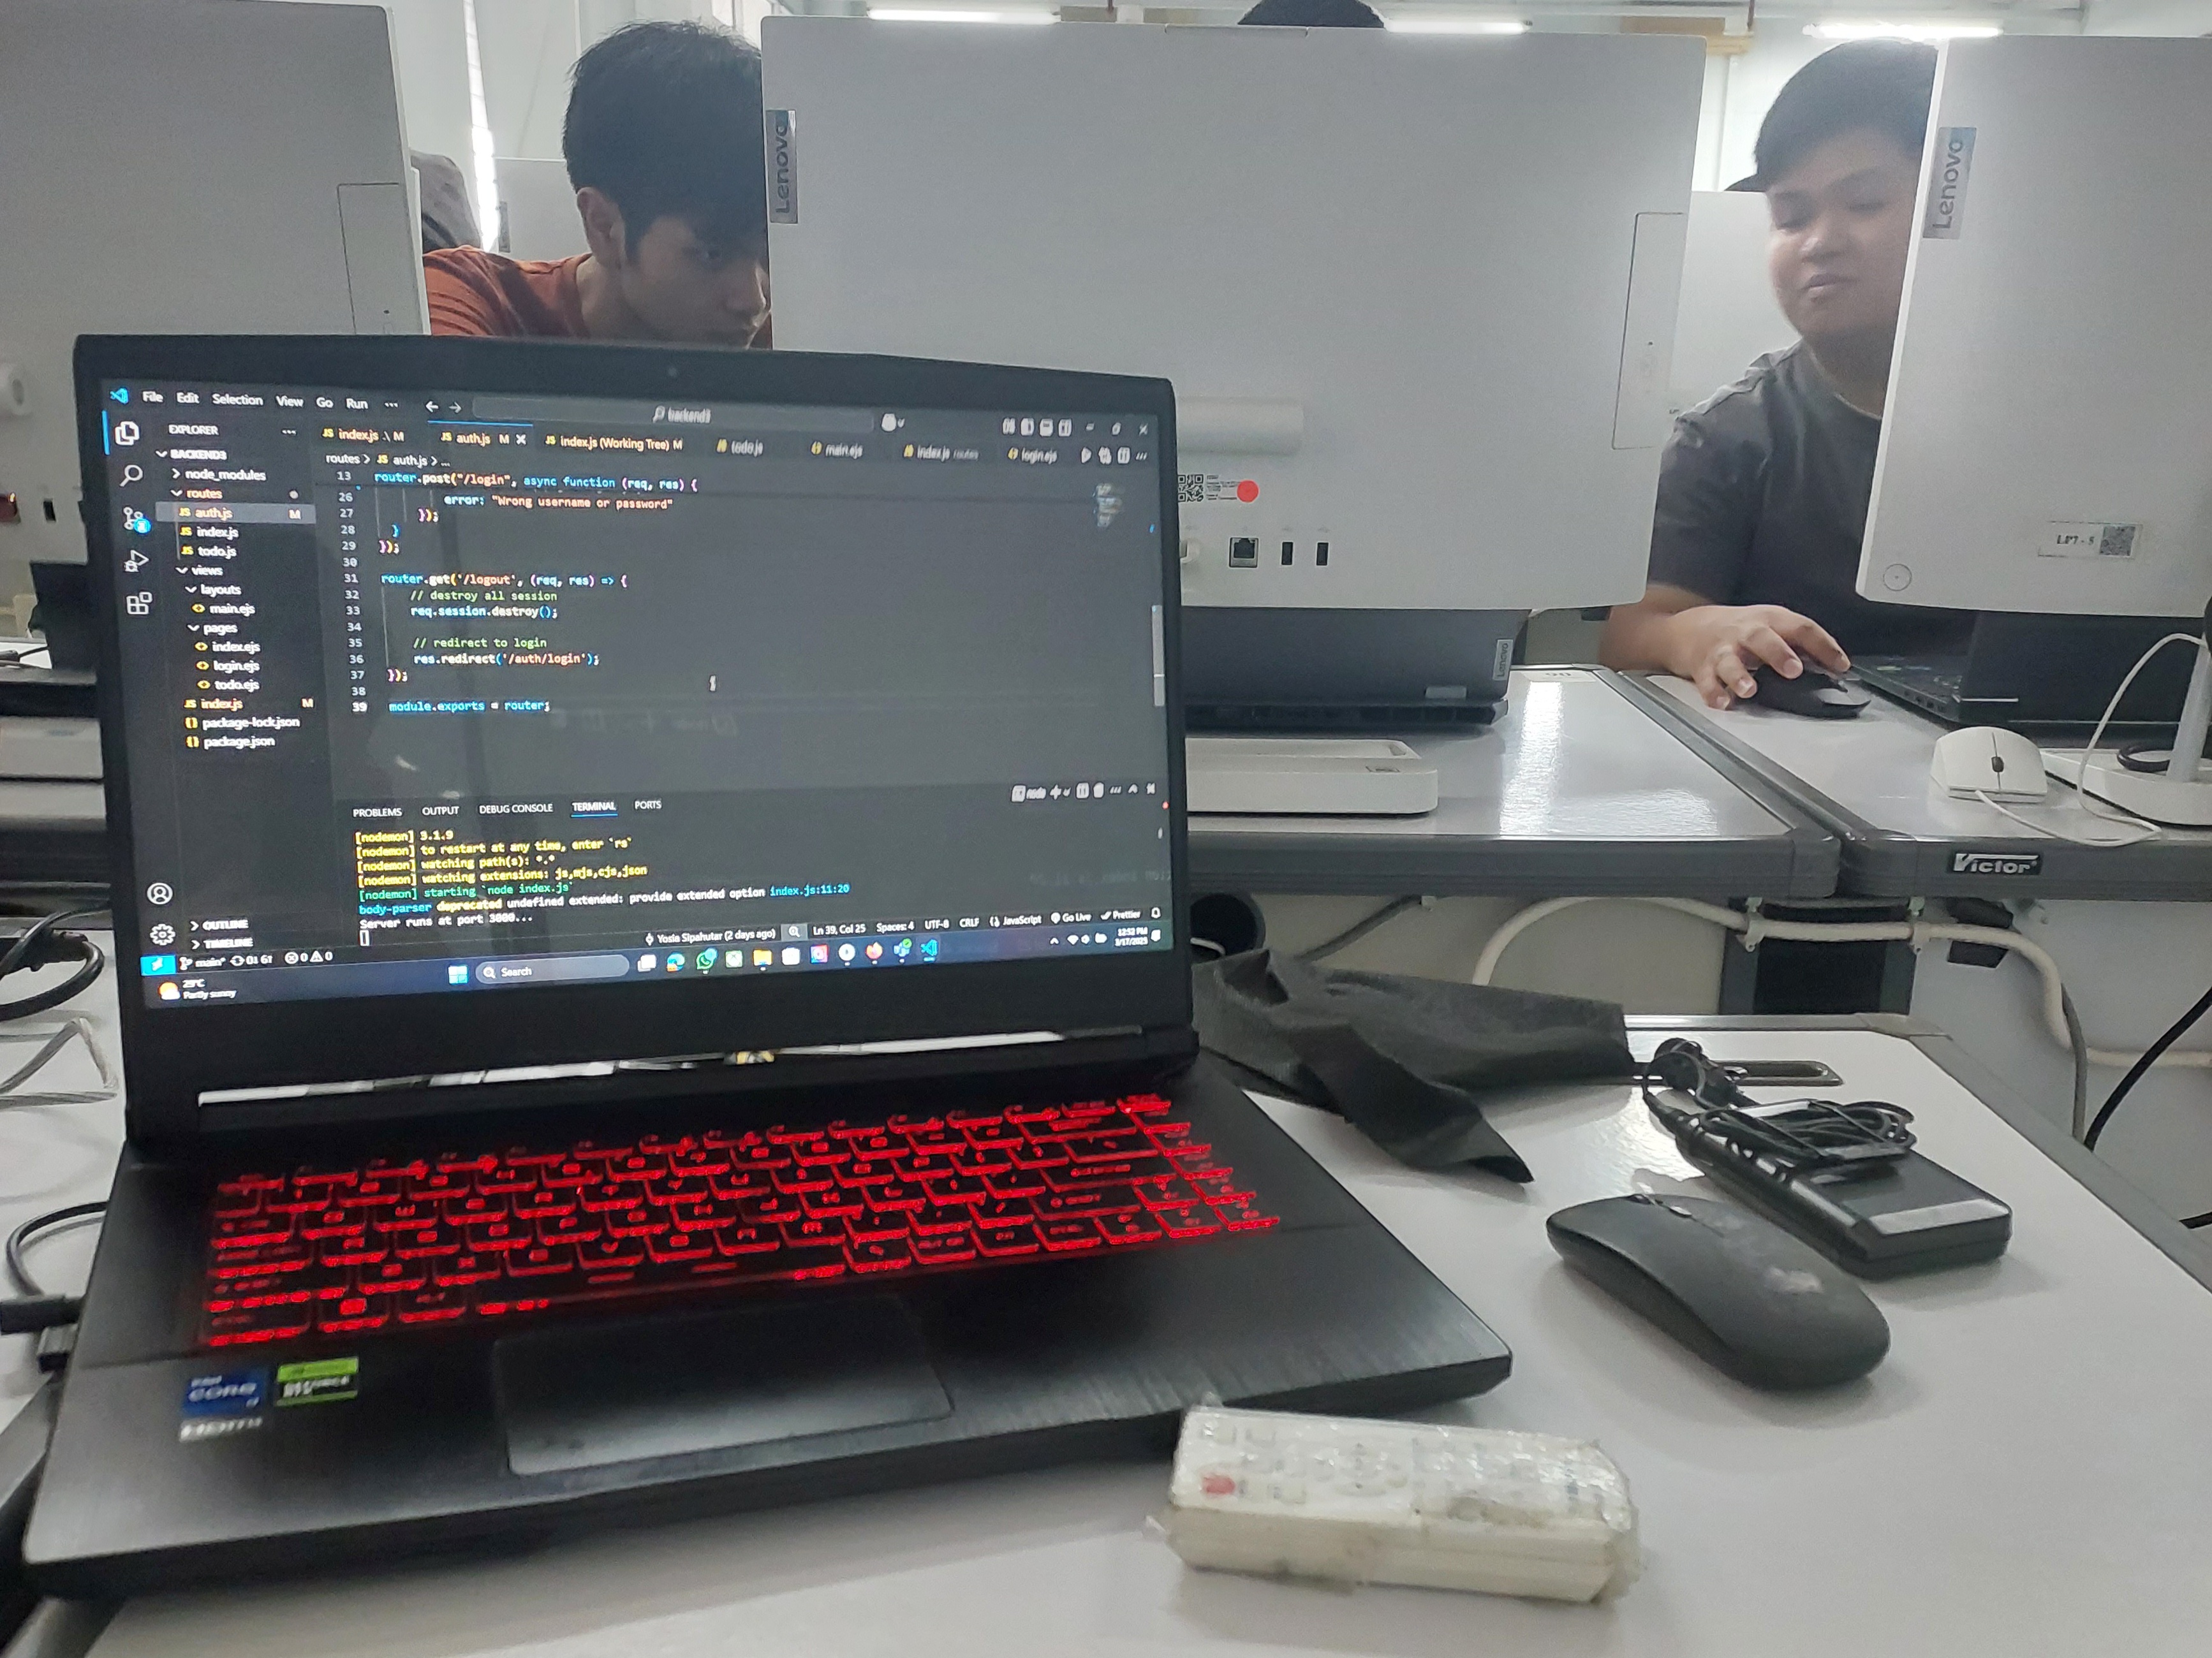 Lenovo
Lenovo
LP7 - 5
Lenovo
Victor
File Edit Selection View Go Run ...
backend3
EXPLORER ...
index.js .\ M
auth.js M
index.js (Working Tree) M
todo.js
main.ejs
index.js routes
login.ejs
BACKEND3
node_modules
routes
auth.js M
index.js
todo.js
views
layouts
main.ejs
pages
index.ejs
login.ejs
todo.ejs
index.js M
package-lock.json
package.json
OUTLINE
TIMELINE
routes > JS auth.js > ...
13 router.post("/login", async function (req, res) {
26 error: "Wrong username or password"
27 });
28 }
29 });
30
31 router.get('/logout', (req, res) => {
32 // destroy all session
33 req.session.destroy();
34
35 // redirect to login
36 res.redirect('/auth/login');
37 });
38
39 module.exports = router;
PROBLEMS OUTPUT DEBUG CONSOLE TERMINAL PORTS
node
[nodemon] 3.1.9
[nodemon] to restart at any time, enter `rs`
[nodemon] watching path(s): *.*
[nodemon] watching extensions: js,mjs,cjs,json
[nodemon] starting `node index.js`
body-parser deprecated undefined extended: provide extended option index.js:11:20
Server runs at port 3000...
main* 0↓ 6↑ 0 0 Yosia Sipahutar (2 days ago) Ln 39, Col 25 Spaces: 4 UTF-8 CRLF {} JavaScript Go Live Prettier
29°C
Partly sunny
Search
12:52 PM
3/17/2025
intel
CORE
i7
GEFORCE
RTX
HDMI